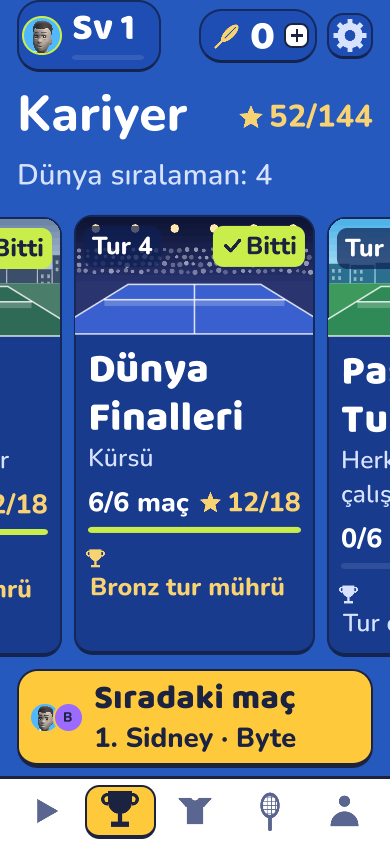 Sv 1
0
Kariyer
52/144
Dünya sıralaman: 4
Bitti
Tur 4
Bitti
Tur
Dünya
Finalleri
Kürsü
6/6 maç
12/18
Bronz tur mührü
0/6
Tur
Sıradaki maç
B
1. Sidney · Byte